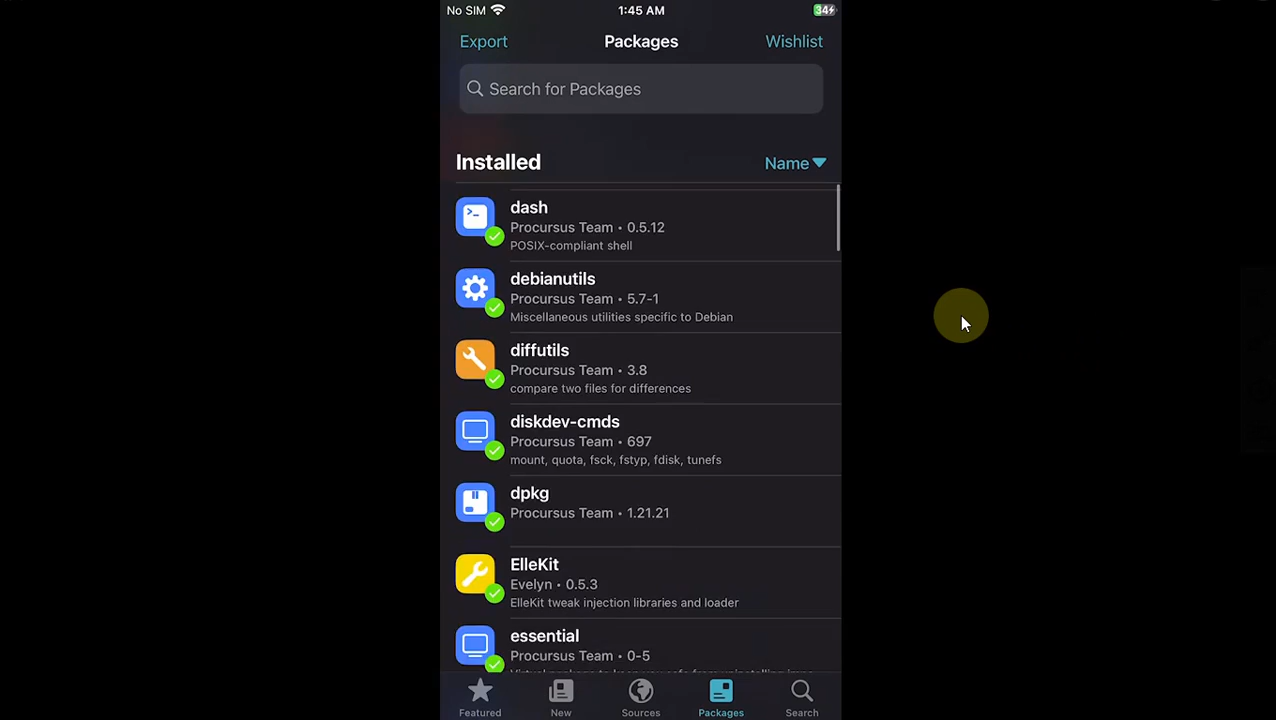 No SIM 1:45 AM 34
Export Packages Wishlist
Search for Packages
Installed Name
dash
Procursus Team • 0.5.12
POSIX-compliant shell
debianutils
Procursus Team • 5.7-1
Miscellaneous utilities specific to Debian
diffutils
Procursus Team • 3.8
compare two files for differences
diskdev-cmds
Procursus Team • 697
mount, quota, fsck, fstyp, fdisk, tunefs
dpkg
Procursus Team • 1.21.21
ElleKit
Evelyn • 0.5.3
ElleKit tweak injection libraries and loader
essential
Procursus Team • 0-5
Featured New Sources Packages Search